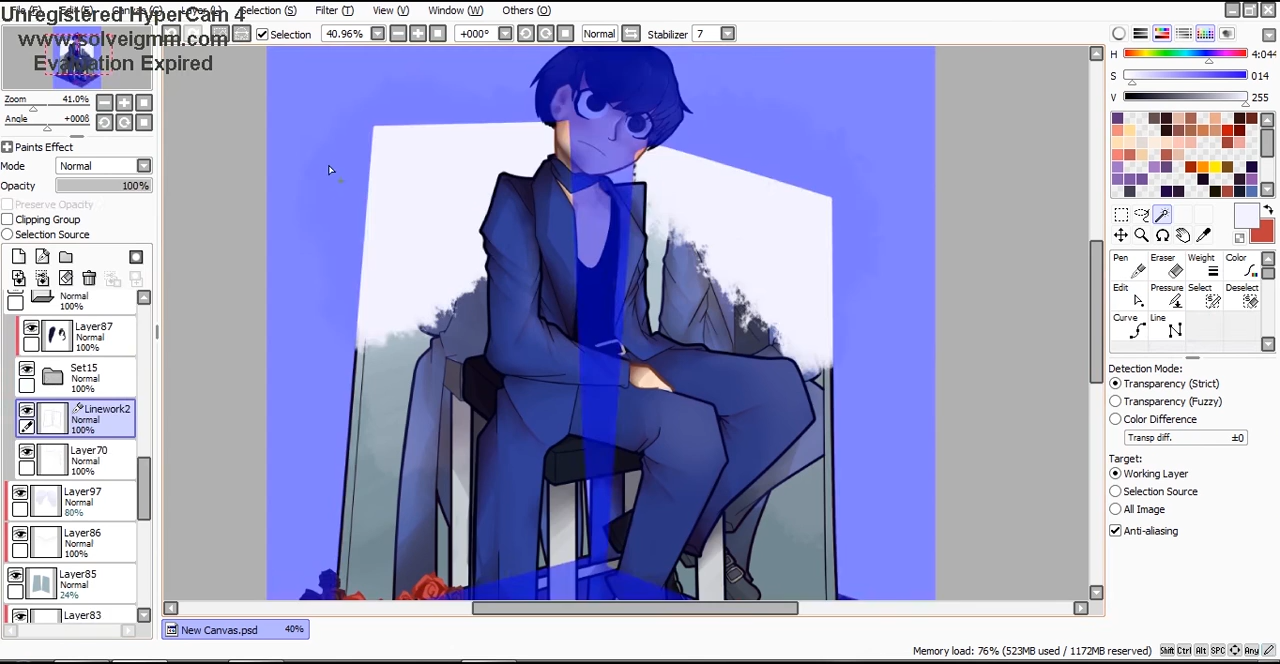 Unregistered HyperCam 4
www.solveigmm.com
Evaluation Expired
Selection (S)
Filter (T)
View (V)
Window (W)
Others (O)
Selection
40.96%
+000°
Normal
Stabilizer
7
Zoom
41.0%
Angle
+000ß
Paints Effect
Mode
Normal
Opacity
100%
Preserve Opacity
Clipping Group
Selection Source
Normal
100%
Layer87
Normal
100%
Set15
Normal
100%
Linework2
Normal
100%
Layer70
Normal
100%
Layer97
Normal
80%
Layer86
Normal
100%
Layer85
Normal
24%
Layer83
New Canvas.psd
40%
H
4:044
S
014
V
255
Pen
Eraser
Weight
Color
Edit
Pressure
Select
Deselect
Curve
Line
Detection Mode:
Transparency (Strict)
Transparency (Fuzzy)
Color Difference
Transp diff.
±0
Target:
Working Layer
Selection Source
All Image
Anti-aliasing
Memory load: 76% (523MB used / 1172MB reserved)
Shift Ctrl Alt SPC Any